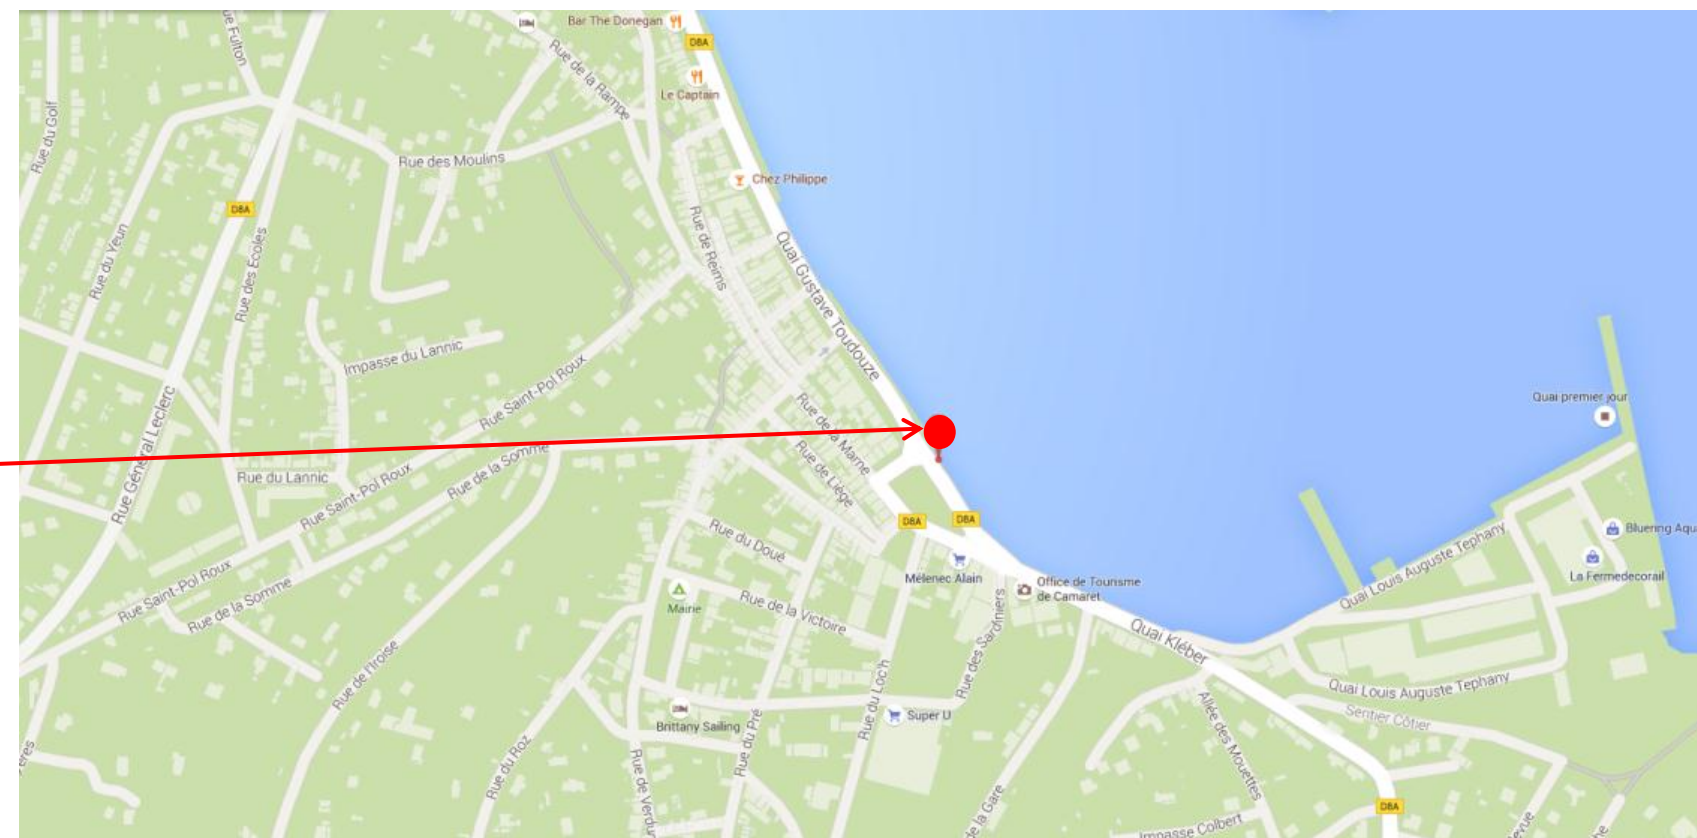 Bar The Donegan
D8A
Rue de la Rampe
Le Captain
Rue du Golf
Rue des Moulins
Chez Philippe
D8A
Rue de Reims
Rue du Yeun
Rue des Ecoles
Quai Gustave Toudouze
Impasse du Lannic
Rue Saint-Pol Roux
Quai premier jour
Rue Général Leclerc
Rue de la Marne
Rue de la Somme
Rue de Liège
Rue du Lannic
Rue Saint-Pol Roux
D8A
D8A
Rue du Doué
Bluering Aqu
Quai Louis Auguste Tephany
La Fermedecorail
Mélenec Alain
Office de Tourisme
de Camaret
Rue Saint-Pol Roux
Rue de la Somme
Mairie
Rue de la Victoire
Rue des Sardiniers
Quai Kléber
Rue de l'Iroise
Quai Louis Auguste Tephany
Rue du Loc'h
Super U
Sentier Côtier
Brittany Sailing
Rue du Pré
Allée des Mouettes
Rue du Roz
Rue de Verdu
D8A
de la Gare
Impasse Colbert